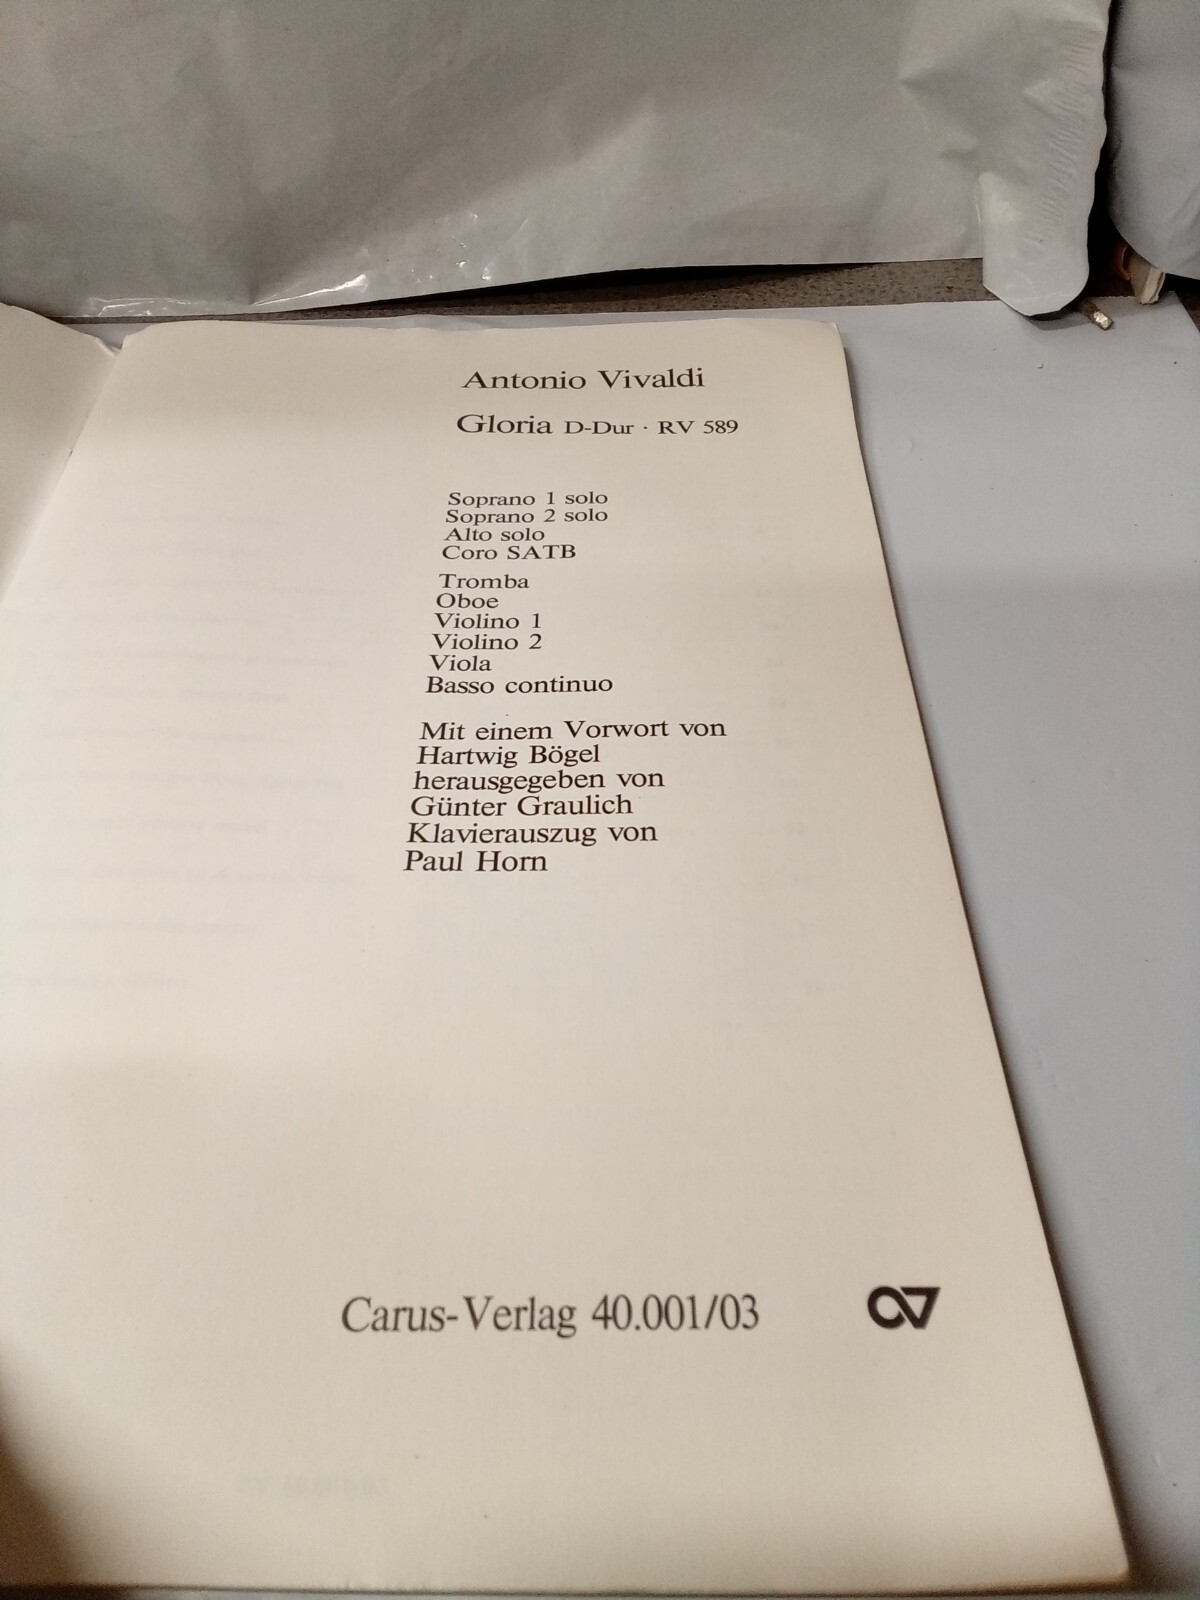 Antonio Vivaldi
Gloria D-Dur · RV 589
Soprano 1 solo
Soprano 2 solo
Alto solo
Coro SATB
Tromba
Oboe
Violino 1
Violino 2
Viola
Basso continuo
Mit einem Vorwort von
Hartwig Bögel
herausgegeben von
Günter Graulich
Klavierauszug von
Paul Horn
Carus-Verlag 40.001/03